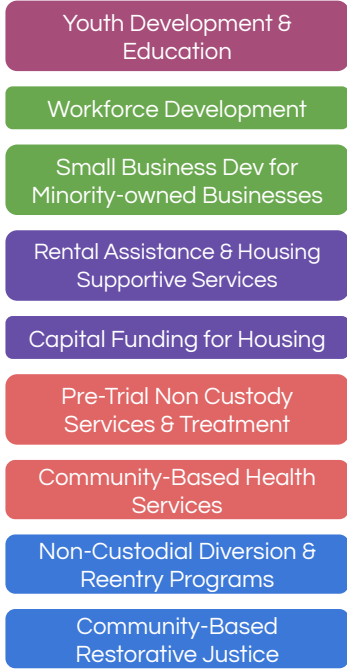 Youth Development &
Education
Workforce Development
Small Business Dev for
Minority-owned Businesses
Rental Assistance & Housing
Supportive Services
Capital Funding for Housing
Pre-Trial Non Custody
Services & Treatment
Community-Based Health
Services
Non-Custodial Diversion &
Reentry Programs
Community-Based
Restorative Justice